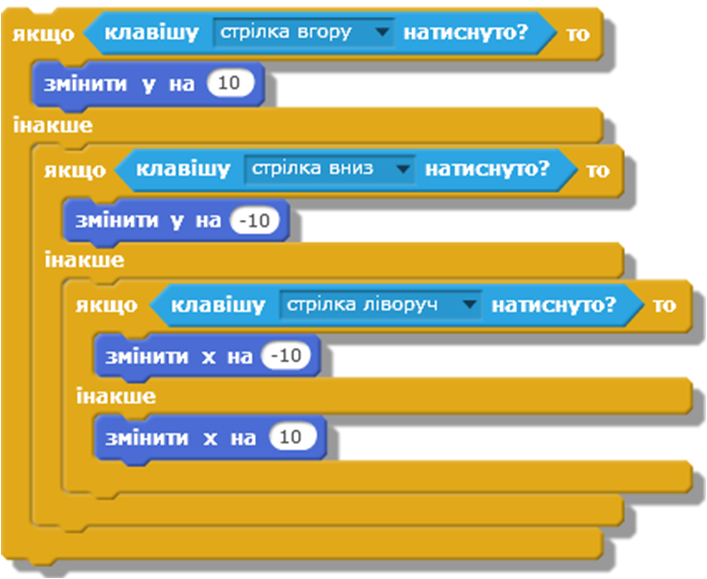 якщо клавішу стрілка вгору натиснуто? то
змінити y на 10
інакше
якщо клавішу стрілка вниз натиснуто? то
змінити y на -10
інакше
якщо клавішу стрілка ліворуч натиснуто? то
змінити x на -10
інакше
змінити x на 10